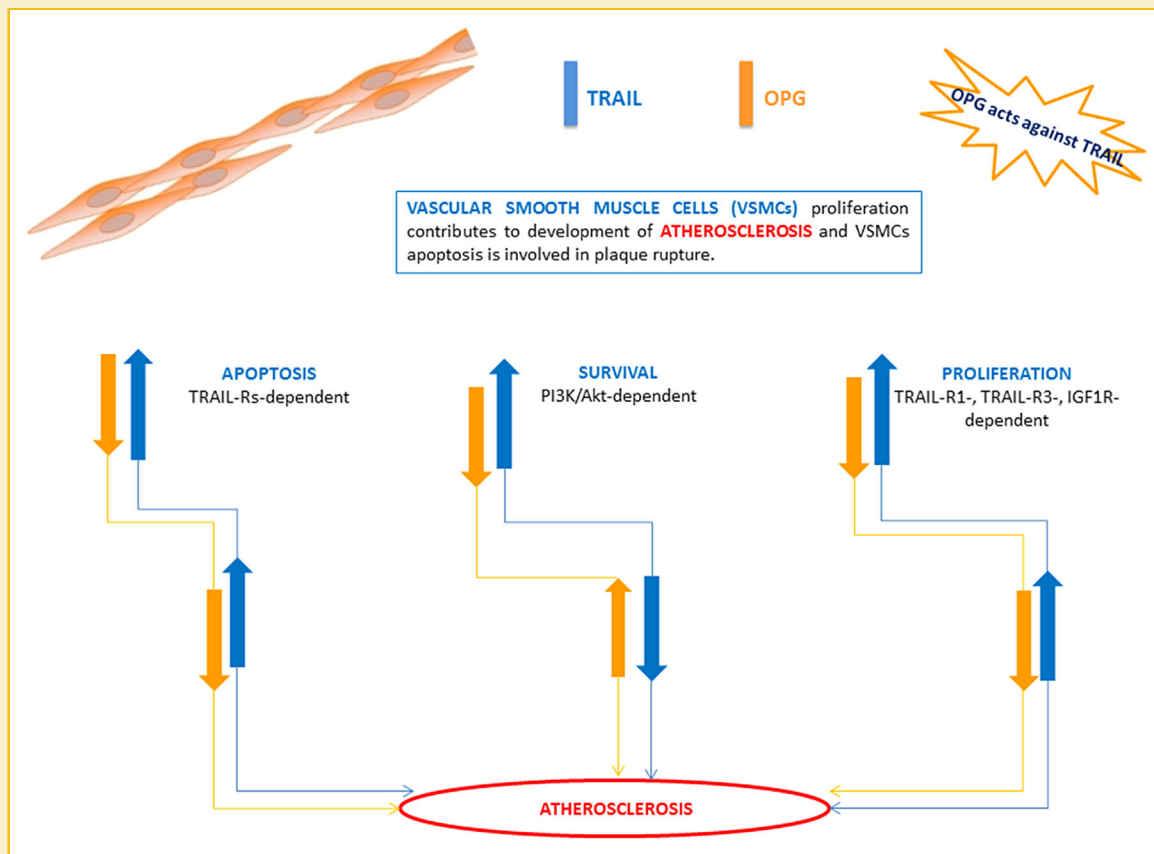 TRAIL
OPG
OPG acts against TRAIL
VASCULAR SMOOTH MUSCLE CELLS (VSMCs) proliferation
contributes to development of ATHEROSCLEROSIS and VSMCs
apoptosis is involved in plaque rupture.
APOPTOSIS
TRAIL-Rs-dependent
SURVIVAL
PI3K/Akt-dependent
PROLIFERATION
TRAIL-R1-, TRAIL-R3-, IGF1R-
dependent
ATHEROSCLEROSIS